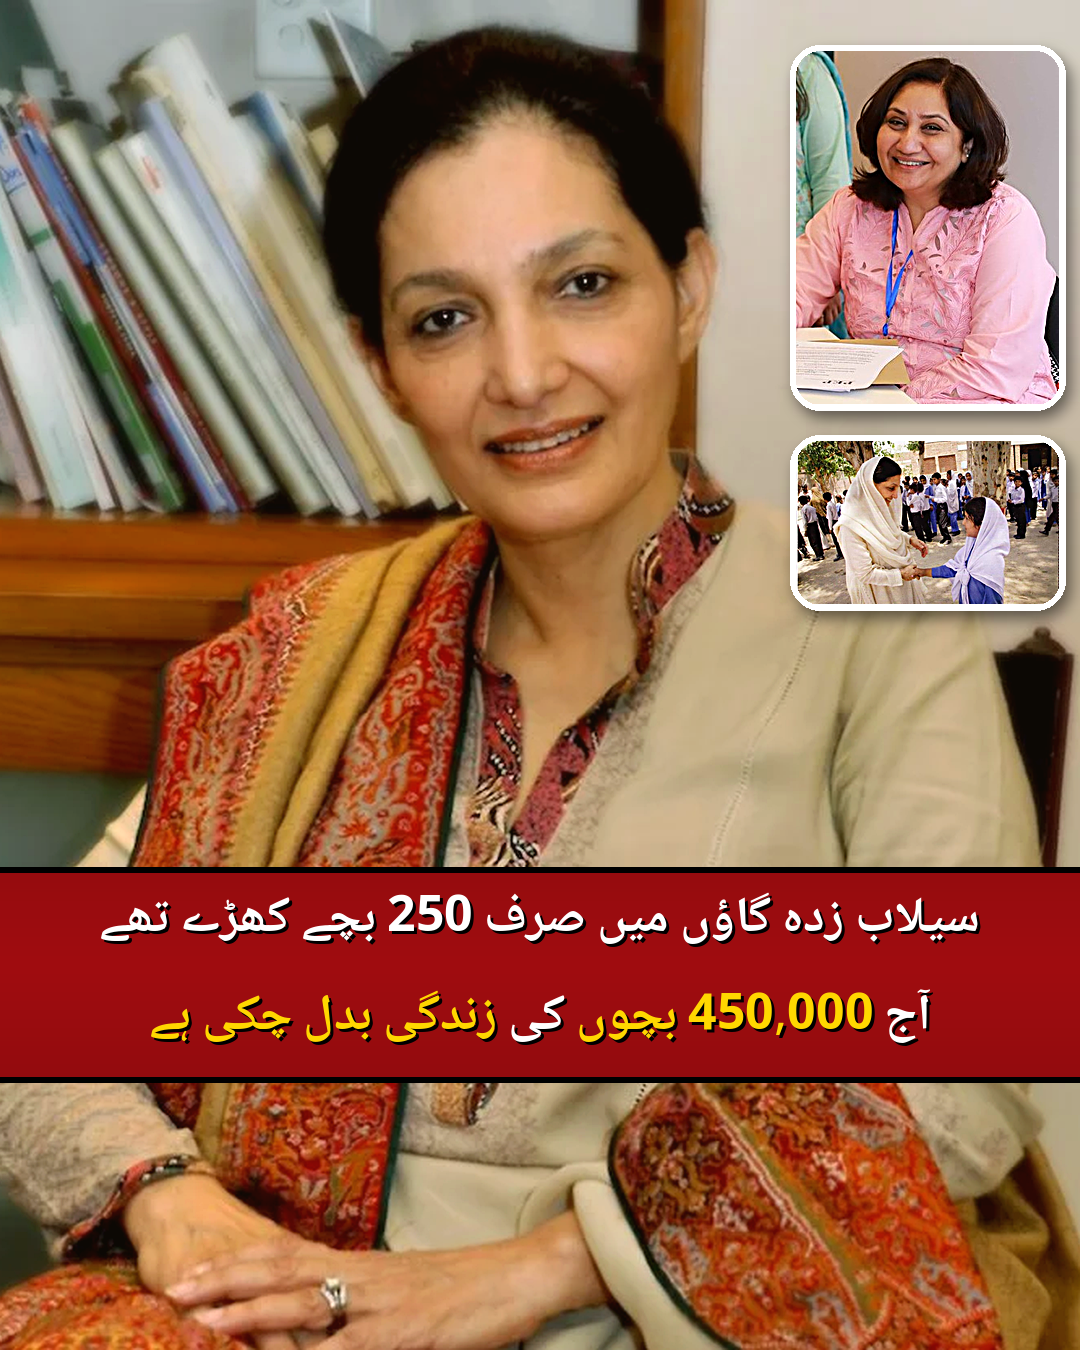 سیلاب زدہ گاؤں میں صرف 250 بچے کھڑے تھے
آج 450,000 بچوں کی زندگی بدل چکی ہے